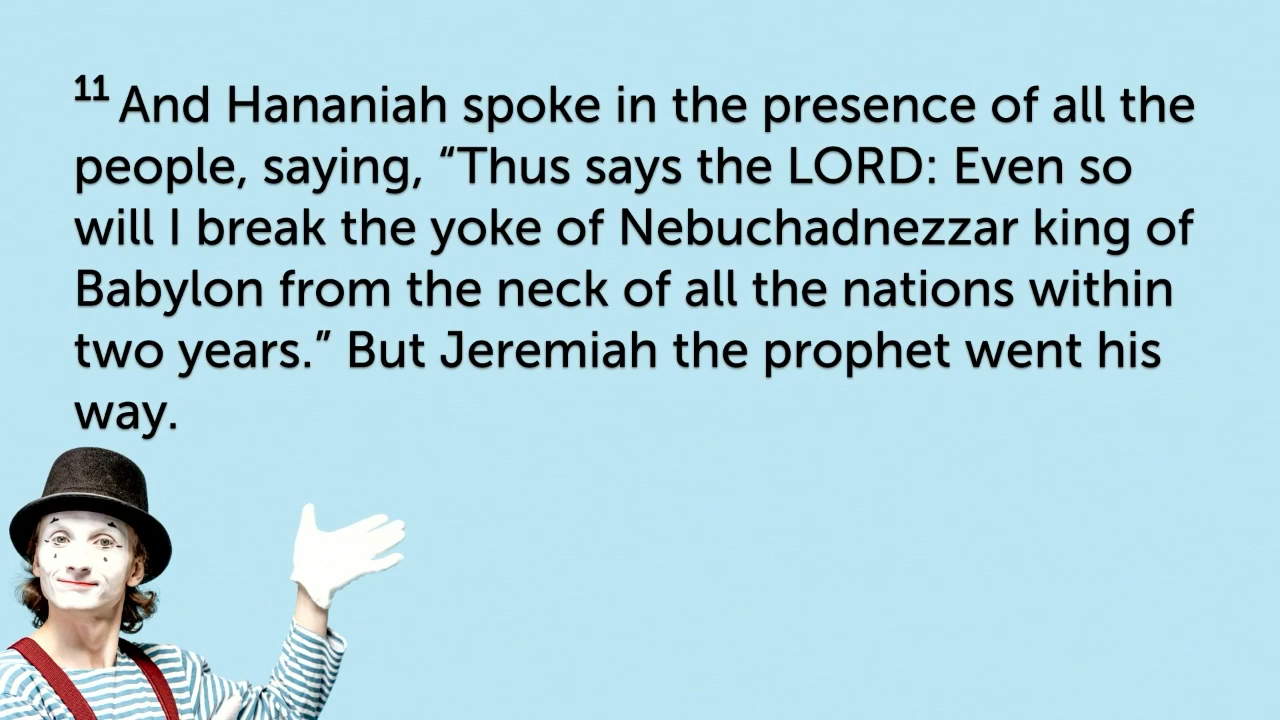 11 And Hananiah spoke in the presence of all the
people, saying, “Thus says the LORD: Even so
will I break the yoke of Nebuchadnezzar king of
Babylon from the neck of all the nations within
two years.” But Jeremiah the prophet went his
way.